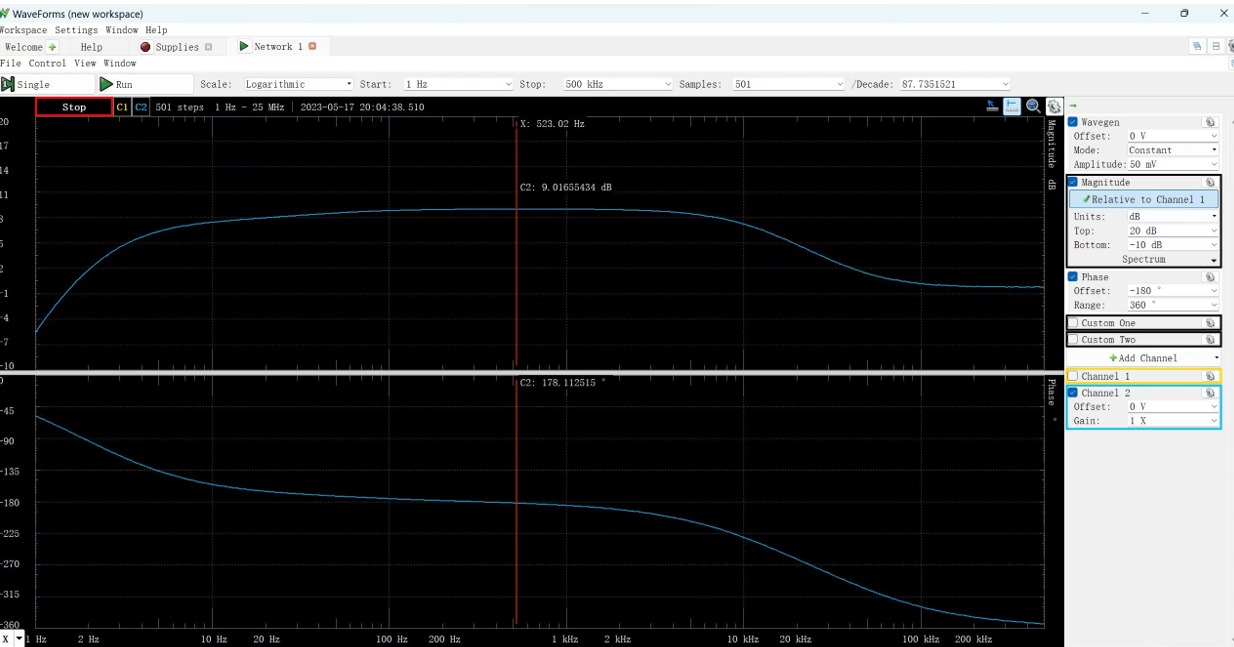 WaveForms (new workspace)
Workspace Settings Window Help
Welcome Help Supplies Network 1
File Control View Window
Single Run Scale: Logarithmic Start: 1 Hz Stop: 500 kHz Samples: 501 /Decade: 87.7351521
Stop C1 C2 501 steps 1 Hz - 25 MHz | 2023-05-17 20:04:38.510
X: 523.02 Hz
C2: 9.01655434 dB
Magnitude dB
20
17
14
11
8
5
2
-1
-4
-7
-10
C2: 178.112515 °
Phase °
0
-45
-90
-135
-180
-225
-270
-315
-360
X 1 Hz 2 Hz 10 Hz 20 Hz 100 Hz 200 Hz 1 kHz 2 kHz 10 kHz 20 kHz 100 kHz 200 kHz
Wavegen
Offset: 0 V
Mode: Constant
Amplitude: 50 mV
Magnitude
Relative to Channel 1
Units: dB
Top: 20 dB
Bottom: -10 dB
Spectrum
Phase
Offset: -180 °
Range: 360 °
Custom One
Custom Two
Add Channel
Channel 1
Channel 2
Offset: 0 V
Gain: 1 X